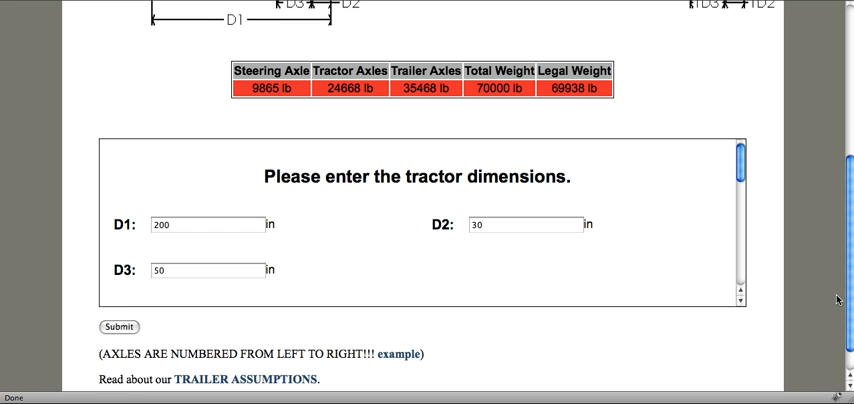 D3 D2 TD3 TD2
D1
Steering Axle Tractor Axles Trailer Axles Total Weight Legal Weight
9865 lb 24668 lb 35468 lb 70000 lb 69938 lb
Please enter the tractor dimensions.
D1: 200 in D2: 30 in
D3: 50 in
Submit
(AXLES ARE NUMBERED FROM LEFT TO RIGHT!!! example)
Read about our TRAILER ASSUMPTIONS.
Done